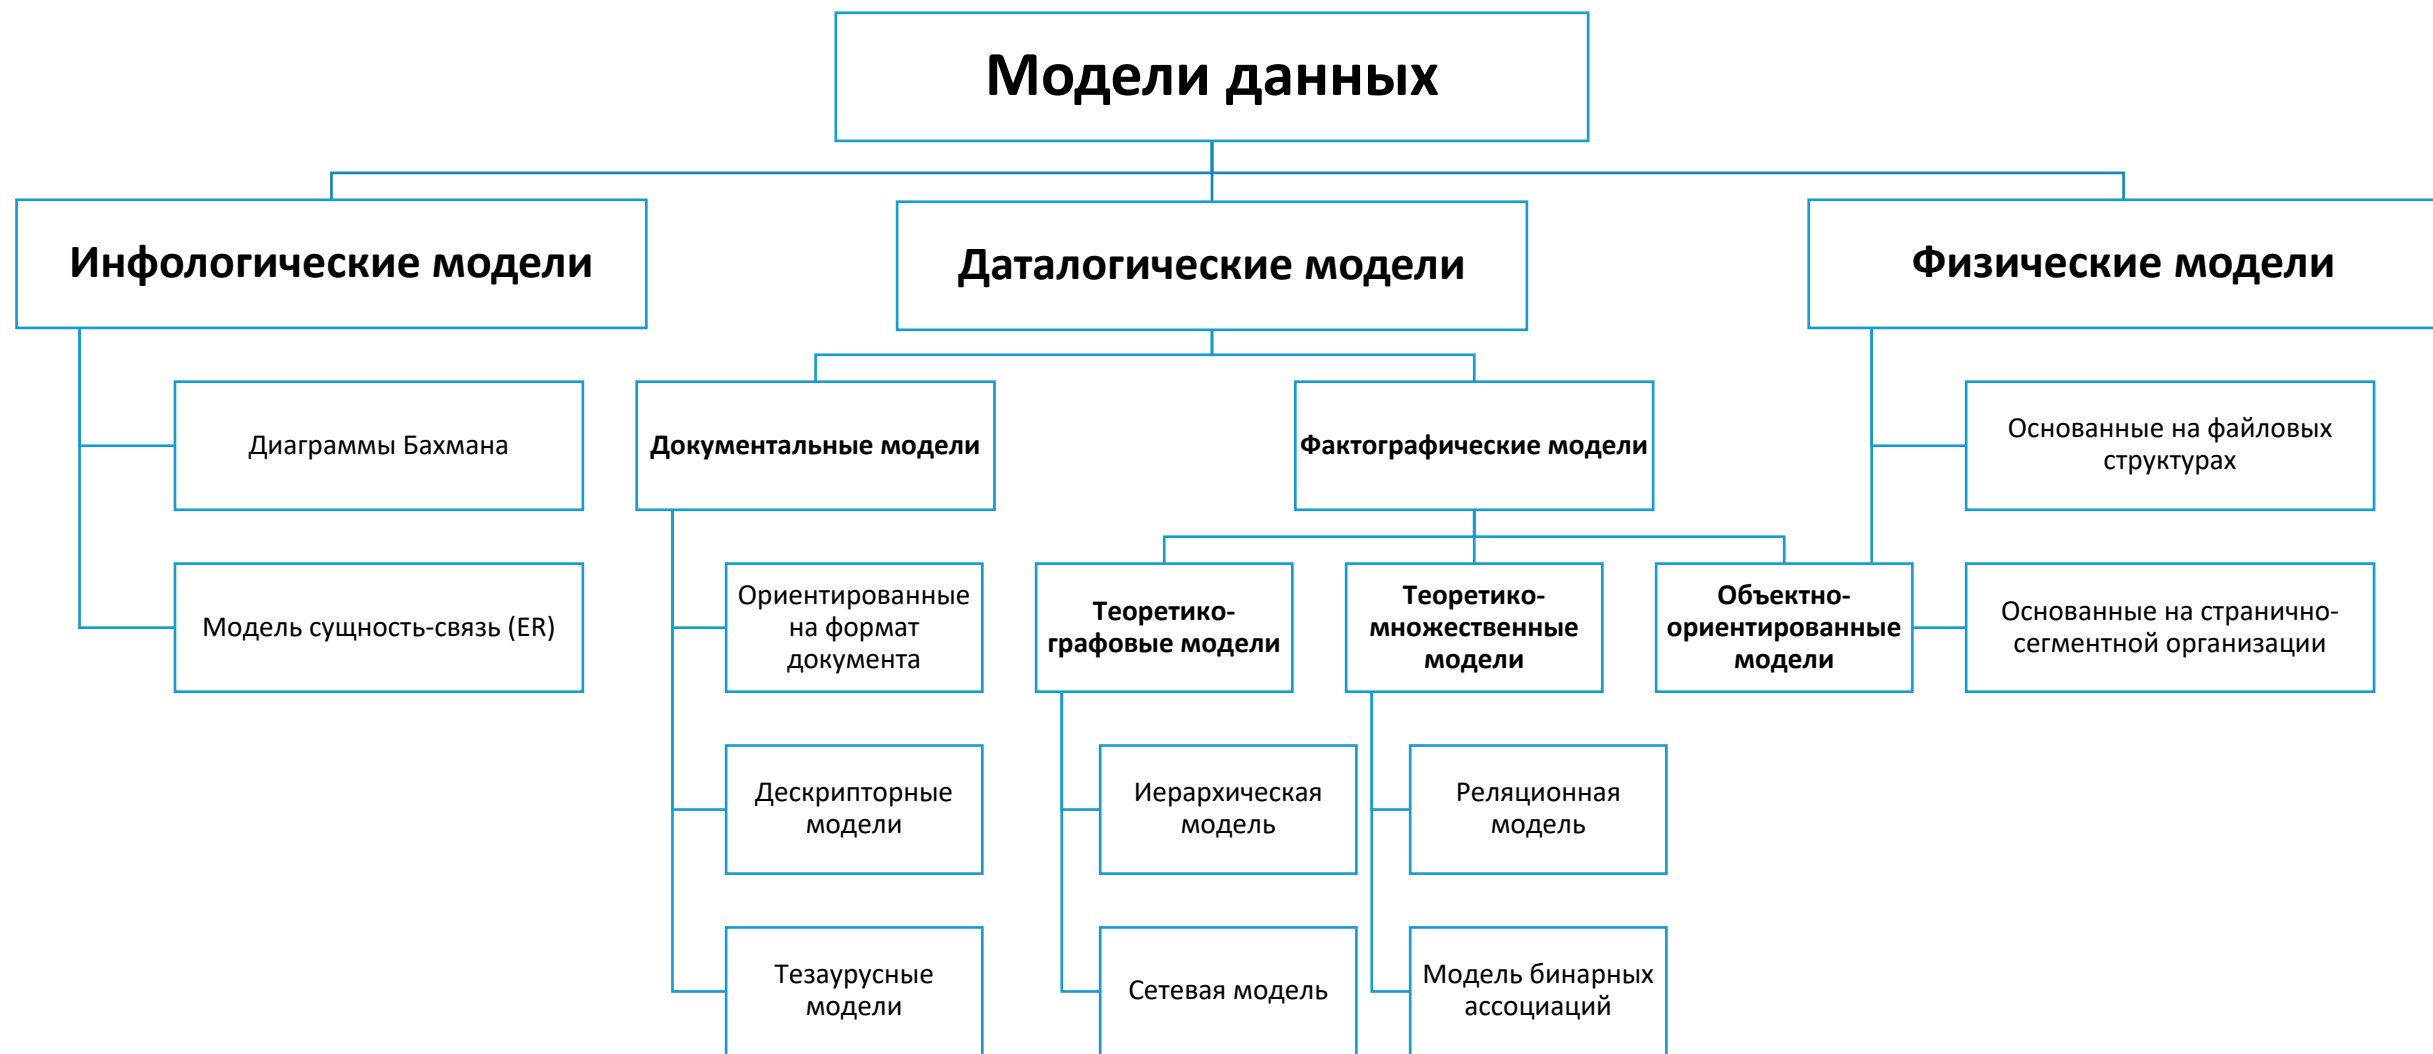 Модели данных
Инфологические модели
Даталогические модели
Физические модели
Диаграммы Бахмана
Документальные модели
Фактографические модели
Основанные на файловых
структурах
Модель сущность-связь (ER)
Ориентированные
на формат
документа
Теоретико-
графовые модели
Теоретико-
множественные
модели
Объектно-
ориентированные
модели
Основанные на странично-
сегментной организации
Дескрипторные
модели
Иерархическая
модель
Реляционная
модель
Тезаурусные
модели
Сетевая модель
Модель бинарных
ассоциаций